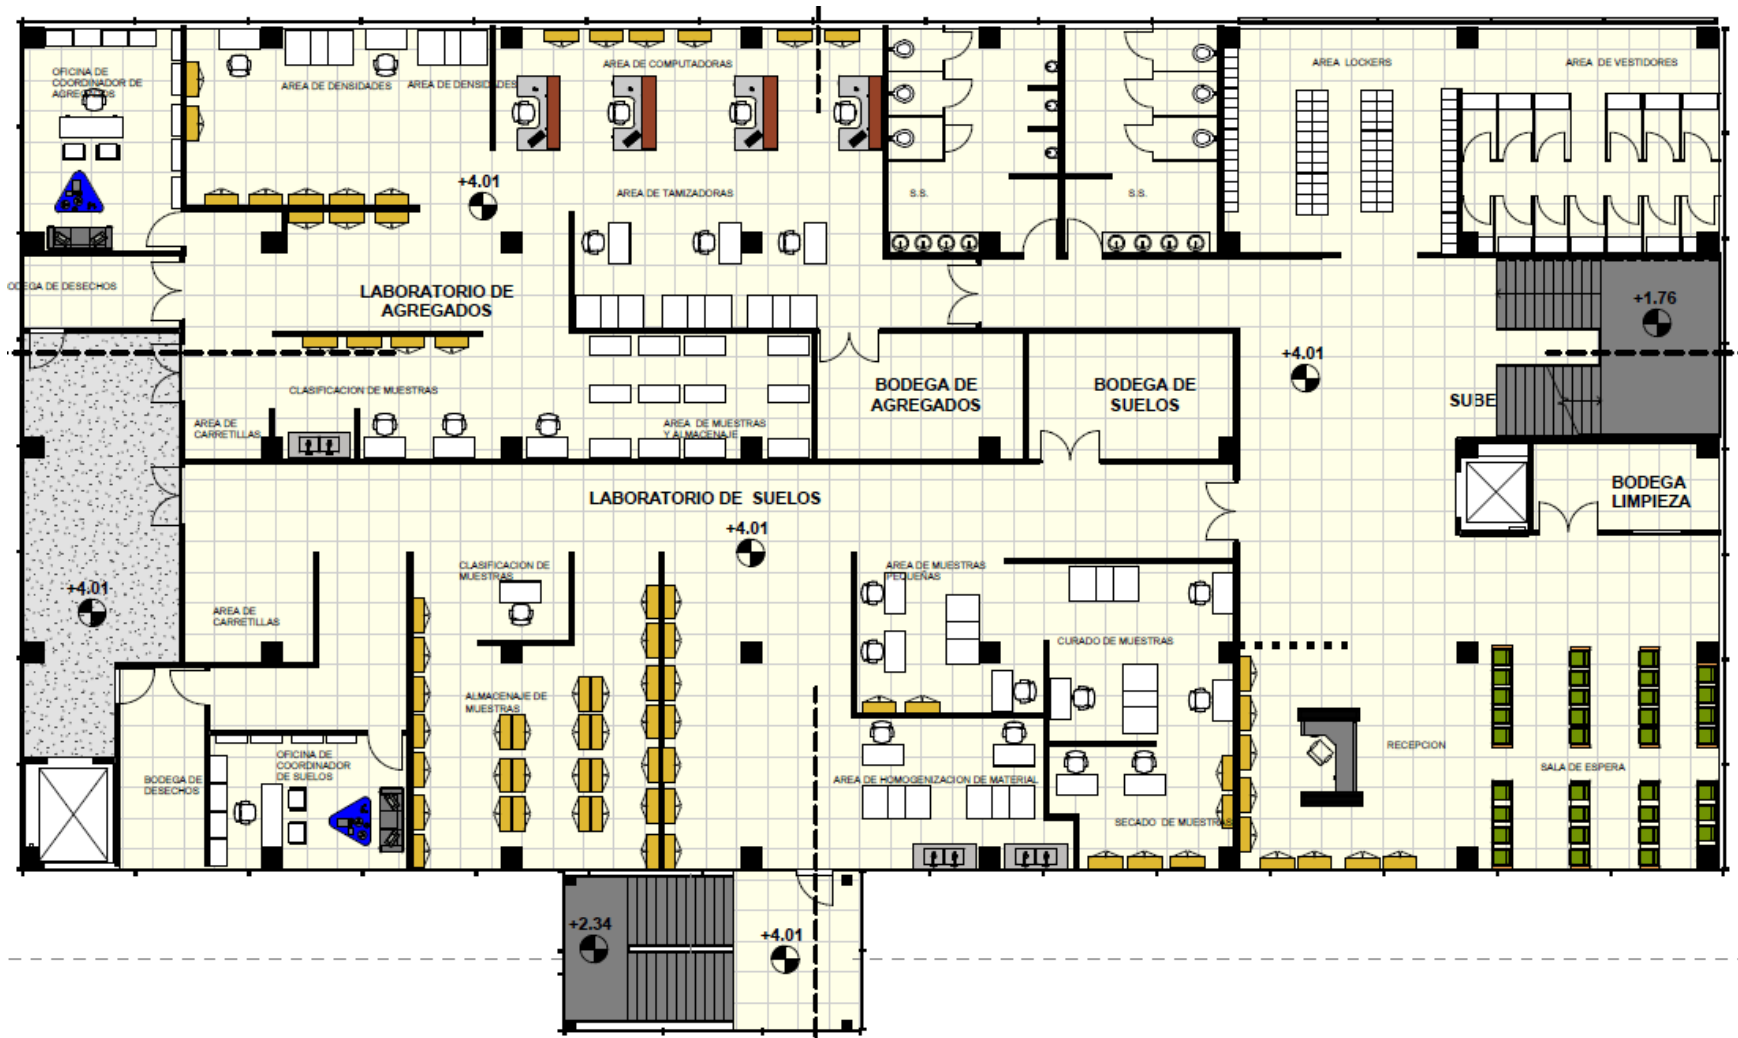 OFICINA DE
COORDINADOR DE
AGREGADOS
AREA DE DENSIDADES
AREA DE DENSIDADES
AREA DE COMPUTADORAS
AREA LOCKERS
AREA DE VESTIDORES
+4.01
AREA DE TAMIZADORAS
S.S.
S.S.
BODEGA DE DESECHOS
LABORATORIO DE
AGREGADOS
+1.76
+4.01
CLASIFICACION DE MUESTRAS
BODEGA DE
AGREGADOS
BODEGA DE
SUELOS
SUBE
AREA DE
CARRETILLAS
AREA DE MUESTRAS
Y ALMACENAJE
LABORATORIO DE SUELOS
+4.01
BODEGA
LIMPIEZA
+4.01
CLASIFICACION DE
MUESTRAS
AREA DE MUESTRAS
PEQUEÑAS
AREA DE
CARRETILLAS
CURADO DE MUESTRAS
ALMACENAJE DE
MUESTRAS
RECEPCION
SALA DE ESPERA
OFICINA DE
COORDINADOR
DE SUELOS
BODEGA DE
DESECHOS
AREA DE HOMOGENIZACION DE MATERIAL
SECADO DE MUESTRAS
+2.34
+4.01